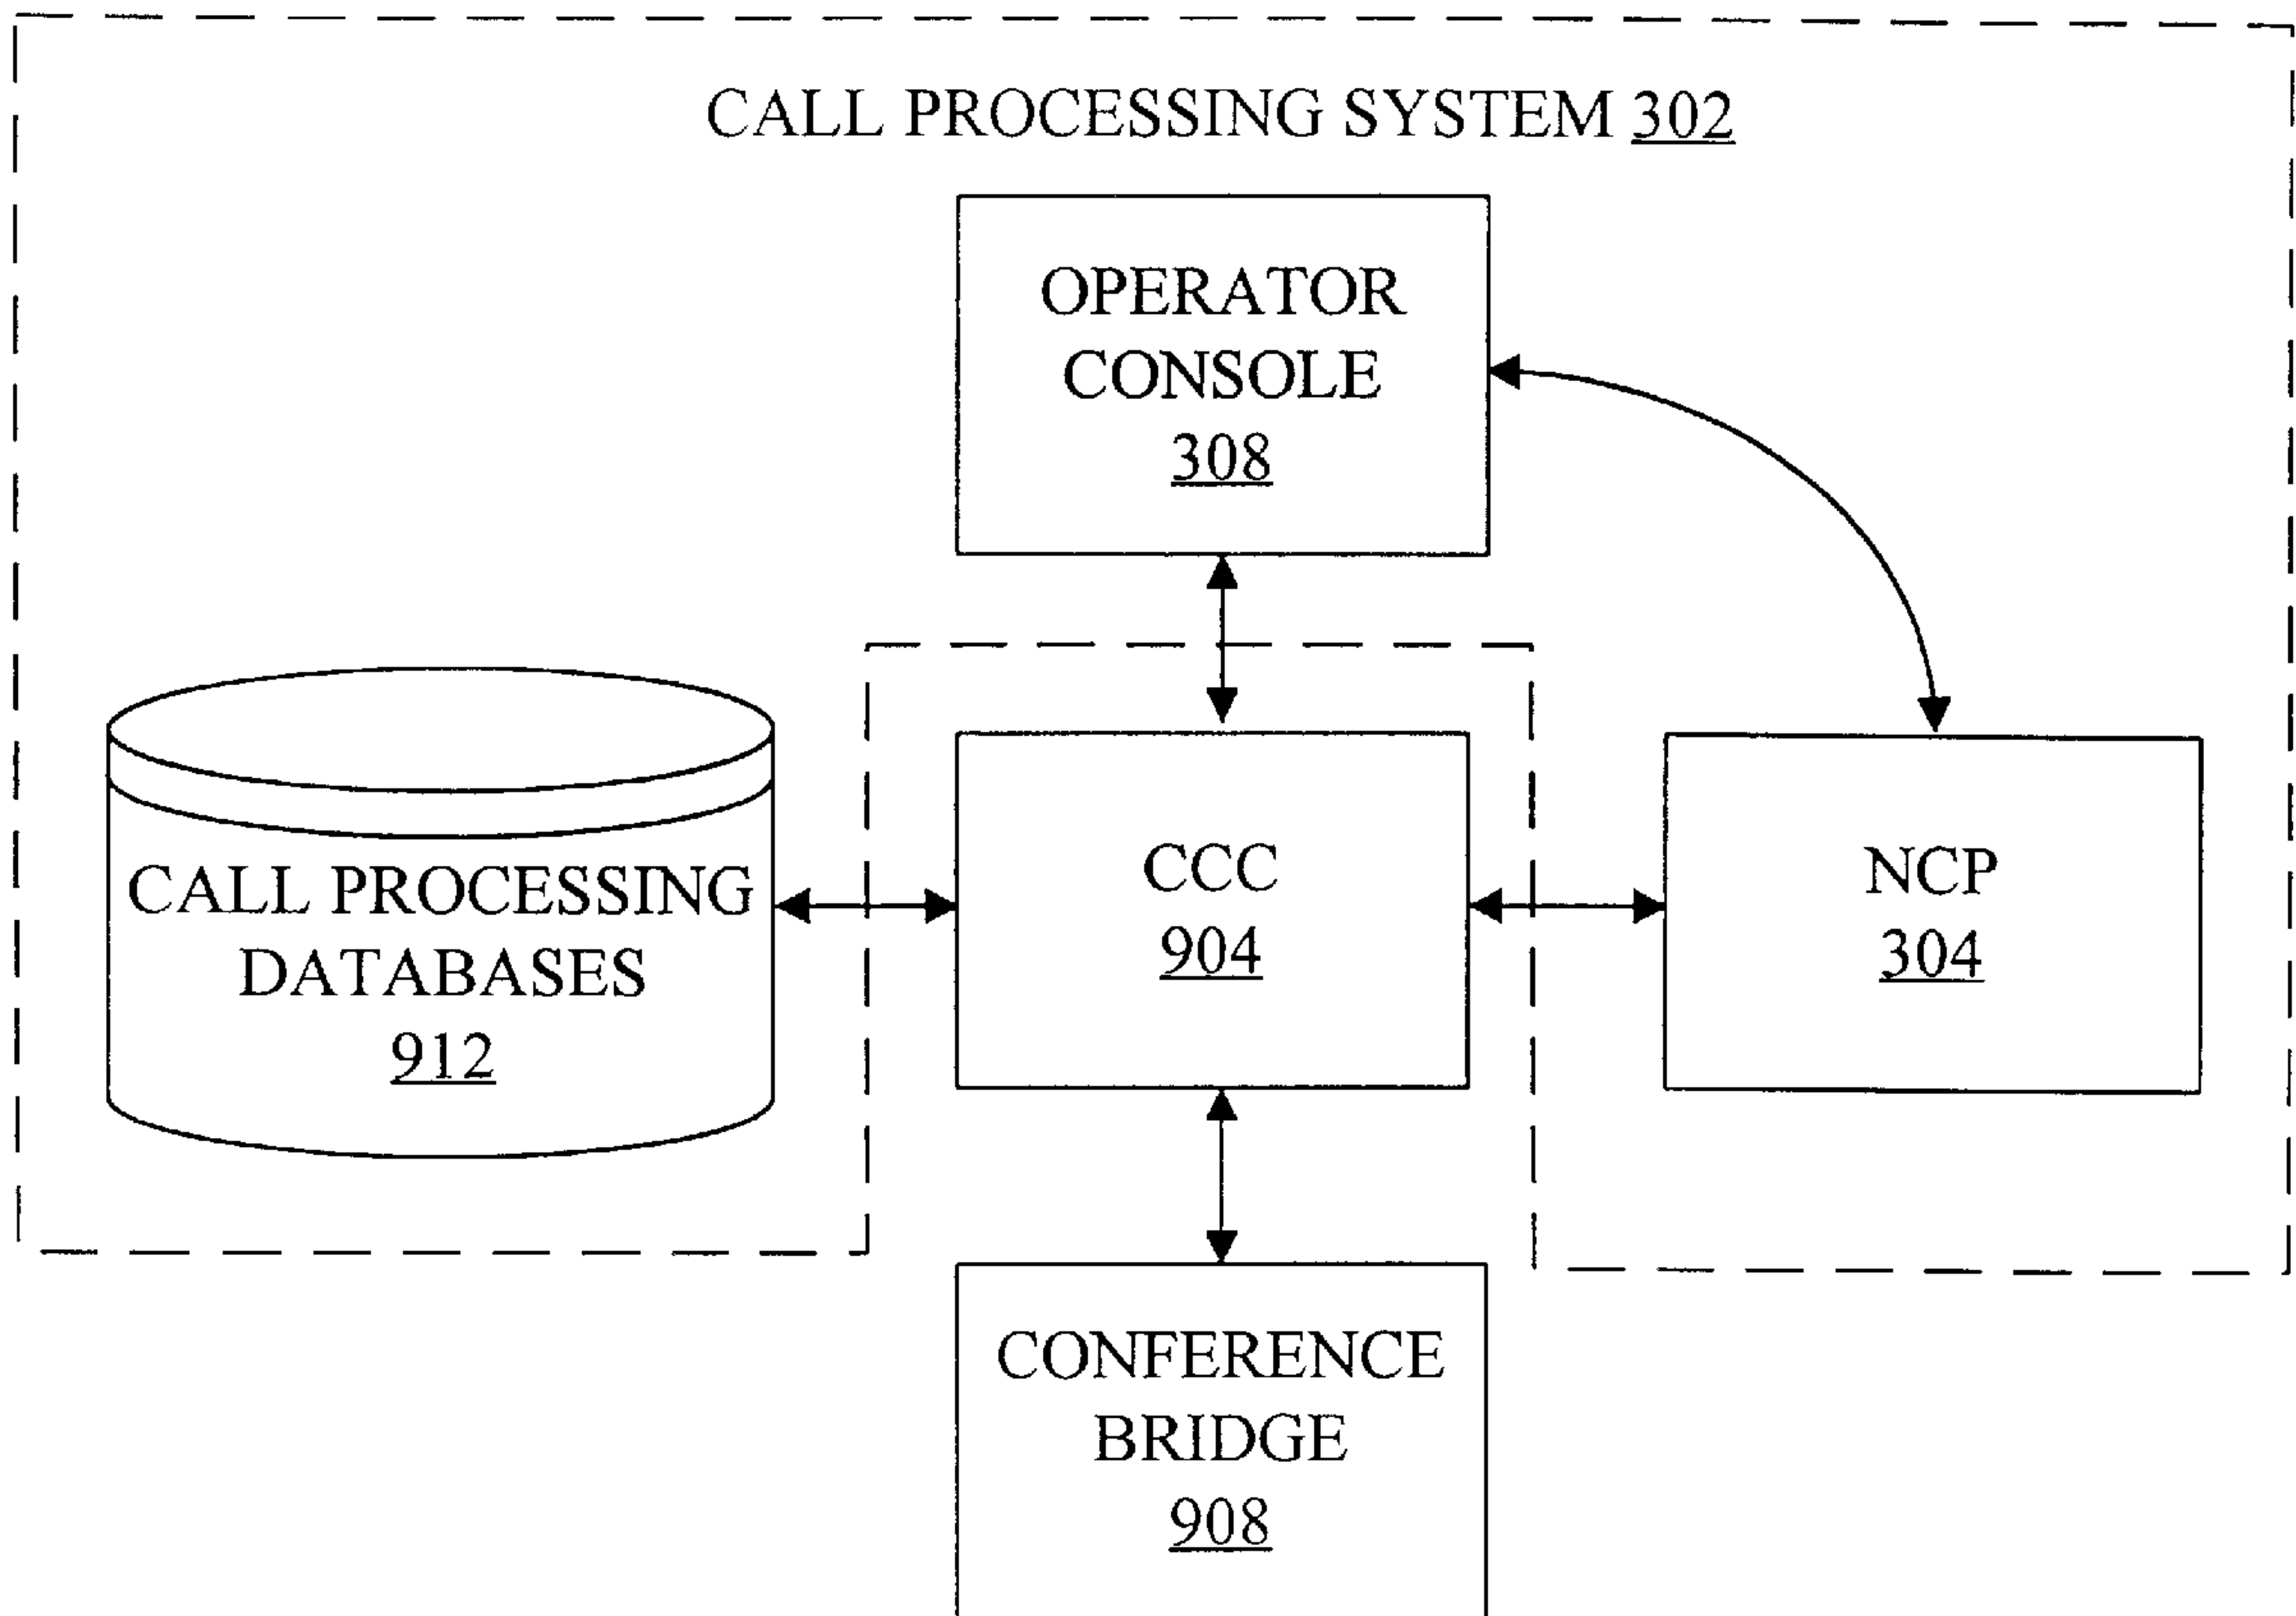 CALL PROCESSING SYSTEM 302
OPERATOR
CONSOLE
308
CALL PROCESSING
DATABASES
912
CCC
904
NCP
304
CONFERENCE
BRIDGE
908